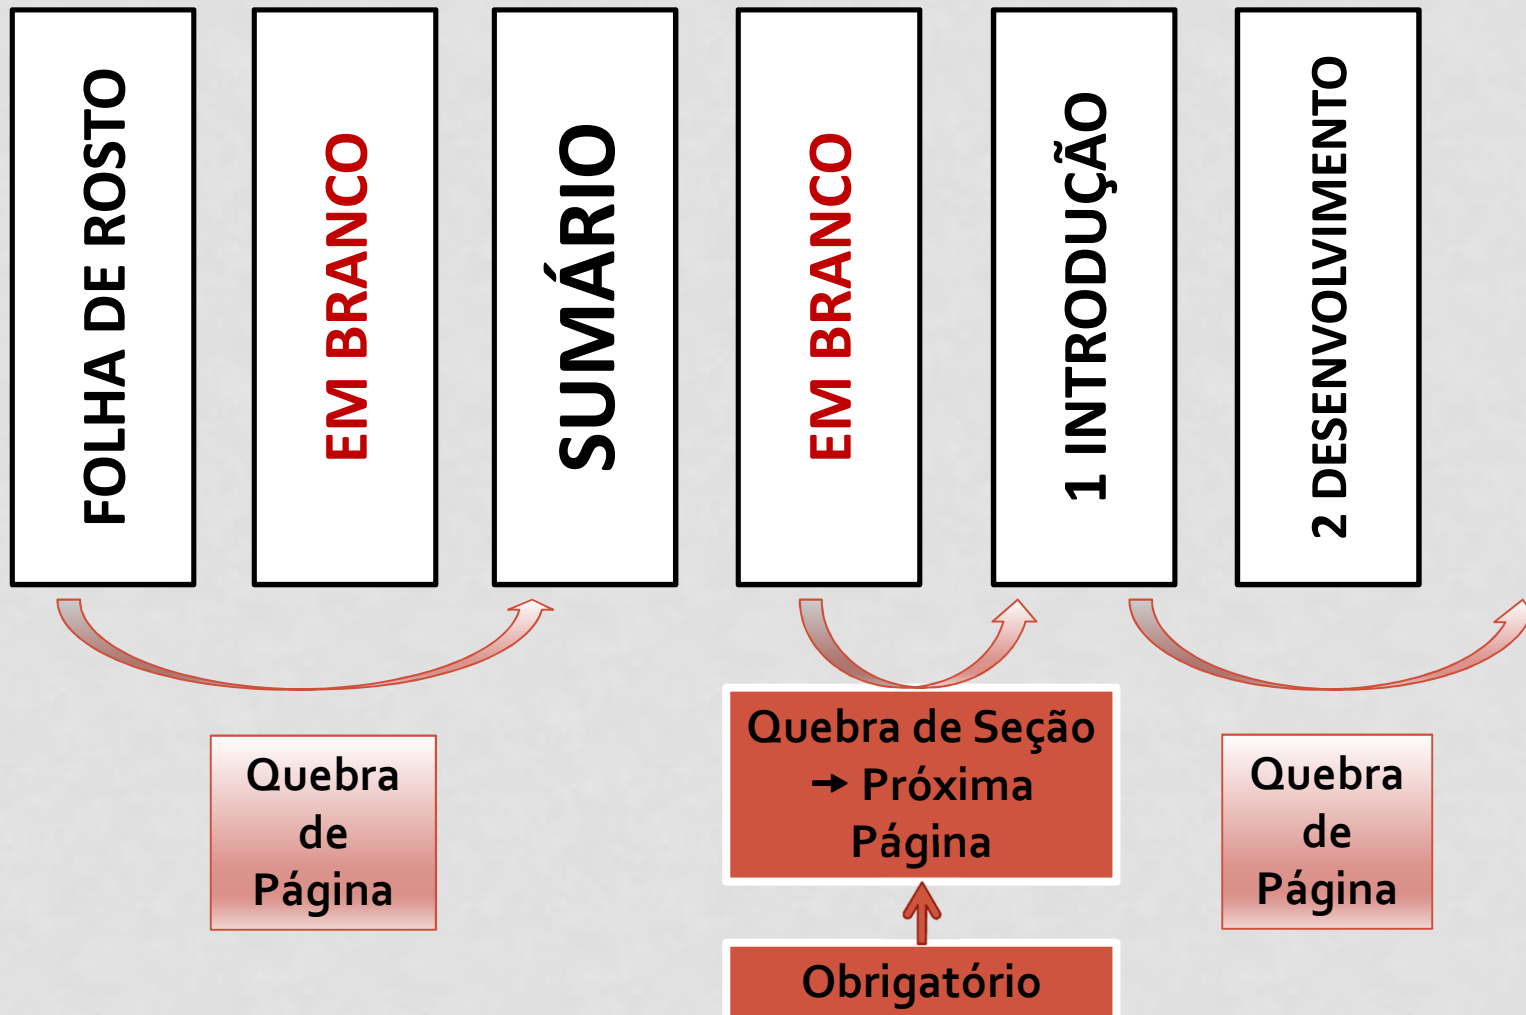 FOLHA DE ROSTO
EM BRANCO
SUMÁRIO
EM BRANCO
1 INTRODUÇÃO
2 DESENVOLVIMENTO
Quebra
de
Página
Quebra de Seção
→ Próxima
Página
Obrigatório
Quebra
de
Página